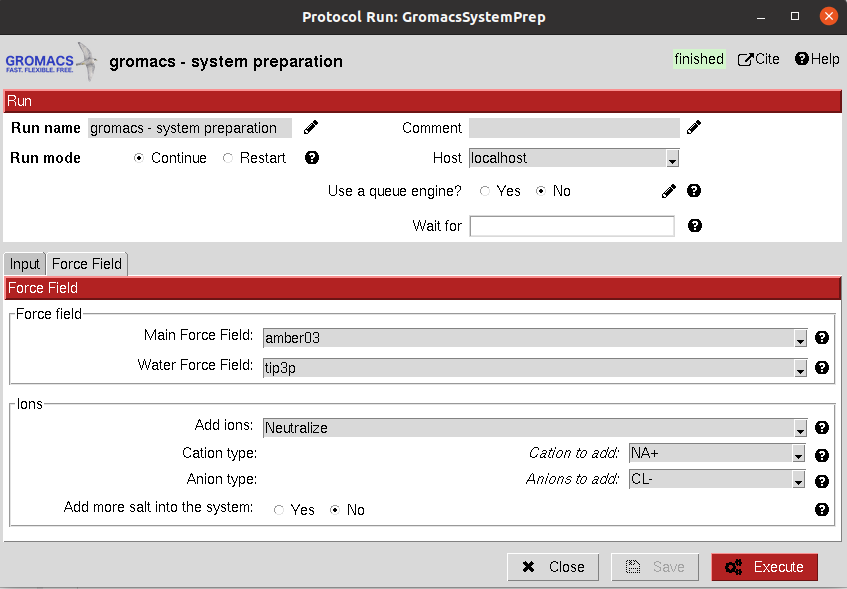 Protocol Run: GromacsSystemPrep
GROMACS
FAST. FLEXIBLE. FREE.
gromacs - system preparation
finished Cite Help
Run
Run name gromacs - system preparation Comment
Run mode Continue Restart Host localhost
Use a queue engine? Yes No
Wait for
Input Force Field
Force Field
Force field
Main Force Field: amber03
Water Force Field: tip3p
Ions
Add ions: Neutralize
Cation type: Cation to add: NA+
Anion type: Anions to add: CL-
Add more salt into the system: Yes No
Close Save Execute